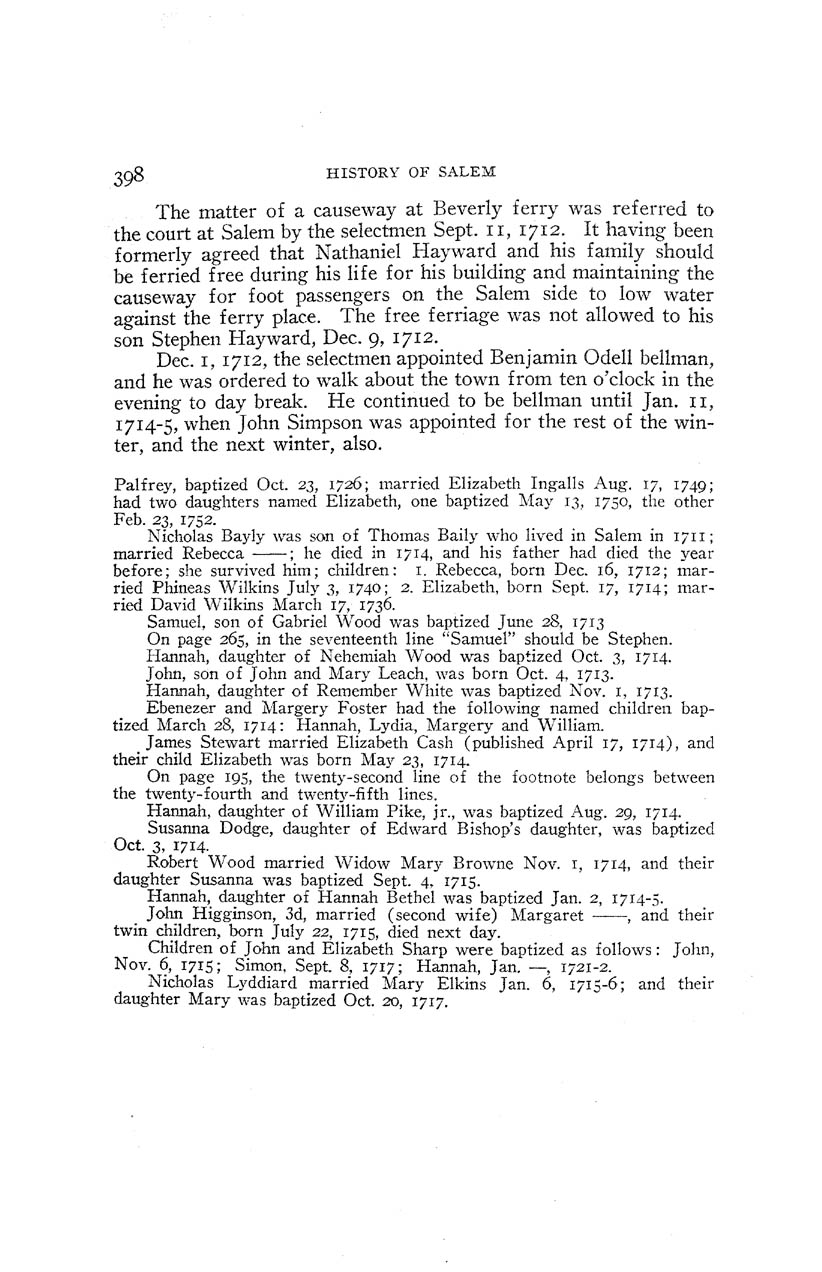 398
HISTORY OF SALEM
The matter of a causeway at Beverly ferry was referred to
the court at Salem by the selectmen Sept. 11, 1712. It having been
formerly agreed that Nathaniel Hayward and his family should
be ferried free during his life for his building and maintaining the
causeway for foot passengers on the Salem side to low water
against the ferry place. The free ferriage was not allowed to his
son Stephen Hayward, Dec. 9, 1712.
Dec. 1, 1712, the selectmen appointed Benjamin Odell bellman,
and he was ordered to walk about the town from ten o'clock in the
evening to day break. He continued to be bellman until Jan. 11,
1714-5, when John Simpson was appointed for the rest of the win-
ter, and the next winter, also.
Palfrey, baptized Oct. 23, 1726; married Elizabeth Ingalls Aug. 17, 1749;
had two daughters named Elizabeth, one baptized May 13, 1750, the other
Feb. 23, 1752.
Nicholas Bayly was son of Thomas Baily who lived in Salem in 1711;
married Rebecca ——; he died in 1714, and his father had died the year
before; she survived him; children: 1. Rebecca, born Dec. 16, 1712; mar-
ried Phineas Wilkins July 3, 1740; 2. Elizabeth, born Sept. 17, 1714; mar-
ried David Wilkins March 17, 1736.
Samuel, son of Gabriel Wood was baptized June 28, 1713
On page 265, in the seventeenth line "Samuel" should be Stephen.
Hannah, daughter of Nehemiah Wood was baptized Oct. 3, 1714.
John, son of John and Mary Leach, was born Oct. 4, 1713.
Hannah, daughter of Remember White was baptized Nov. 1, 1713.
Ebenezer and Margery Foster had the following named children bap-
tized March 28, 1714: Hannah, Lydia, Margery and William.
James Stewart married Elizabeth Cash (published April 17, 1714), and
their child Elizabeth was born May 23, 1714.
On page 195, the twenty-second line of the footnote belongs between
the twenty-fourth and twenty-fifth lines.
Hannah, daughter of William Pike, jr., was baptized Aug. 29, 1714.
Susanna Dodge, daughter of Edward Bishop's daughter, was baptized
Oct. 3, 1714.
Robert Wood married Widow Mary Browne Nov. 1, 1714, and their
daughter Susanna was baptized Sept. 4, 1715.
Hannah, daughter of Hannah Bethel was baptized Jan. 2, 1714-5.
John Higginson, 3d, married (second wife) Margaret ——, and their
twin children, born July 22, 1715, died next day.
Children of John and Elizabeth Sharp were baptized as follows: John,
Nov. 6, 1715; Simon, Sept. 8, 1717; Hannah, Jan. —, 1721-2.
Nicholas Lyddiard married Mary Elkins Jan. 6, 1715-6; and their
daughter Mary was baptized Oct. 20, 1717.